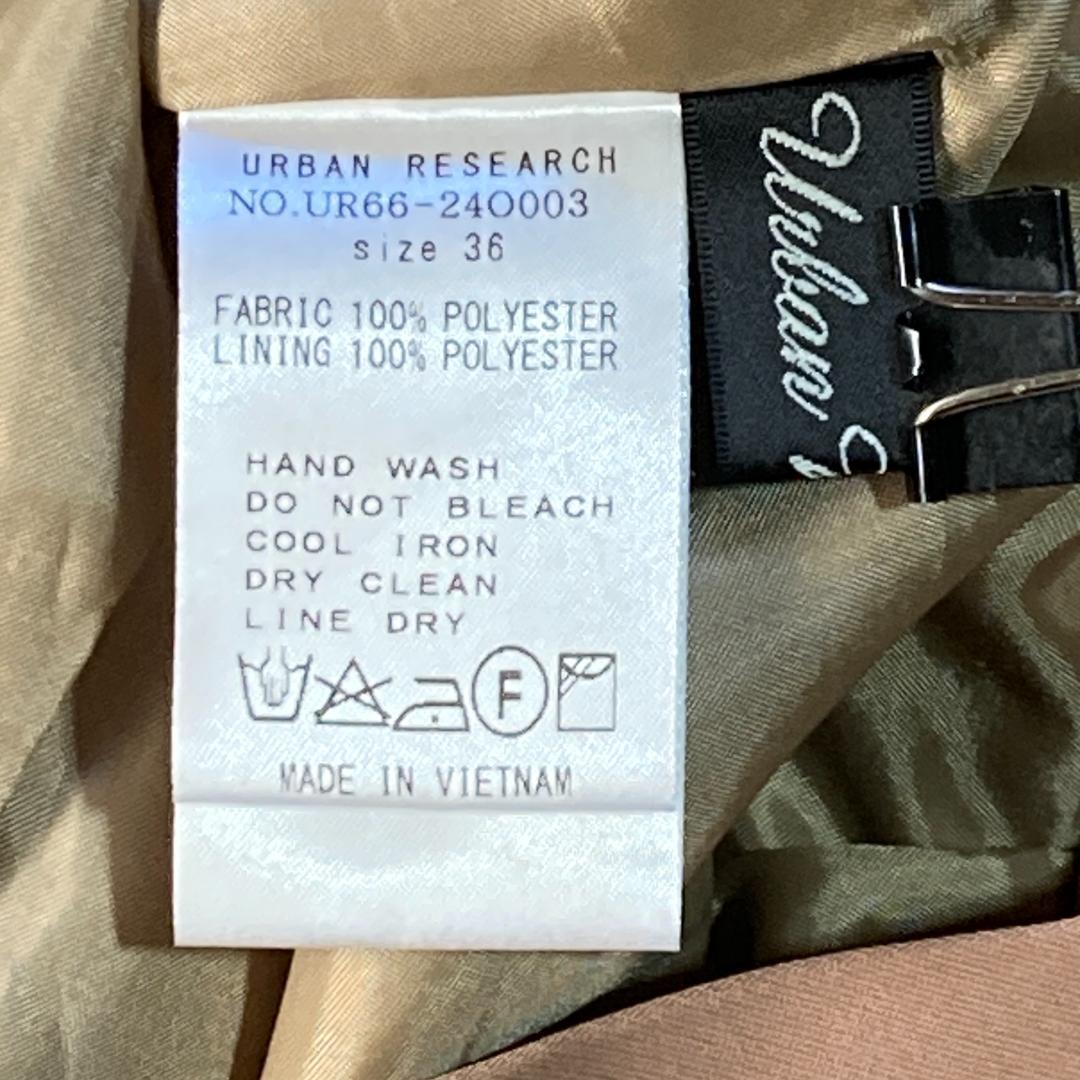 URBAN RESEARCH
NO.UR66-24O003
size 36
FABRIC 100% POLYESTER
LINING 100% POLYESTER
HAND WASH
DO NOT BLEACH
COOL IRON
DRY CLEAN
LINE DRY
F
MADE IN VIETNAM
Urban